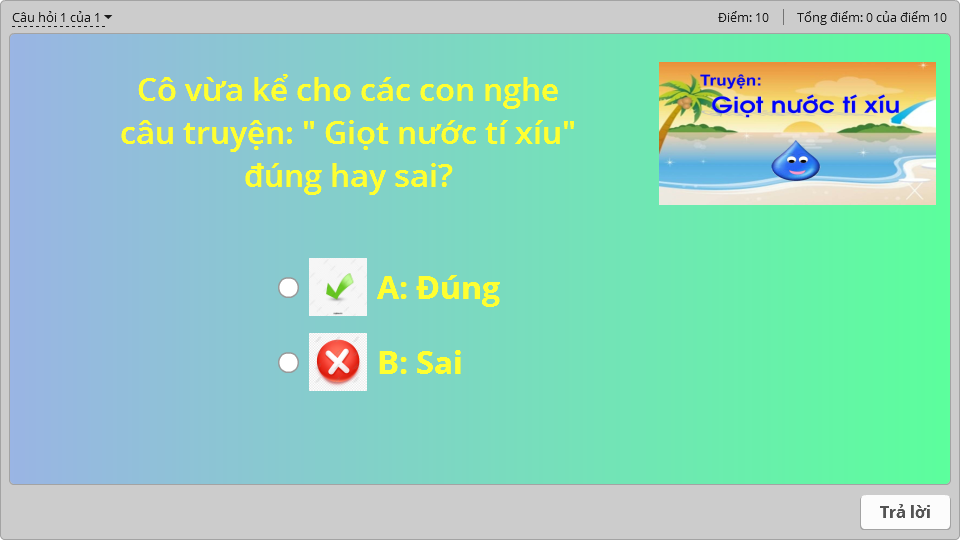 Câu hỏi 1 của 1
Điểm: 10
Tổng điểm: 0 của điểm 10
Cô vừa kể cho các con nghe
câu truyện: " Giọt nước tí xíu"
đúng hay sai?
Truyện:
Giọt nước tí xíu
A: Đúng
B: Sai
Trả lời